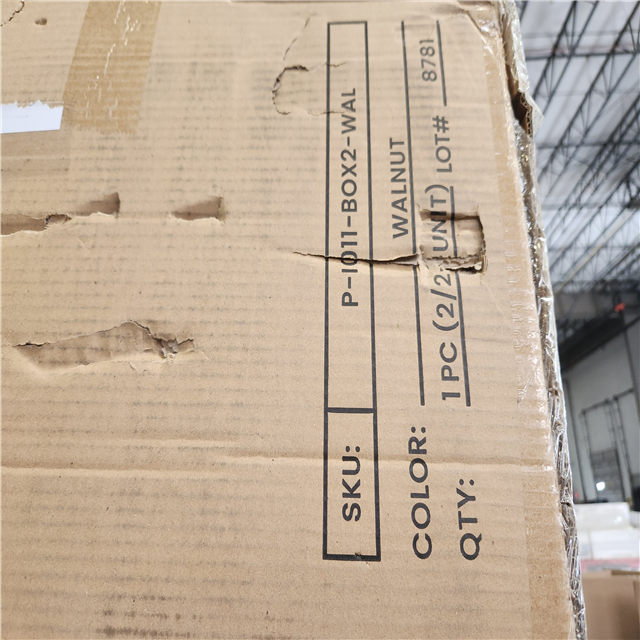 SKU: P-1011-BOX2-WAL
COLOR: WALNUT
QTY: 1 PC (2/2 UNIT) LOT# 8781